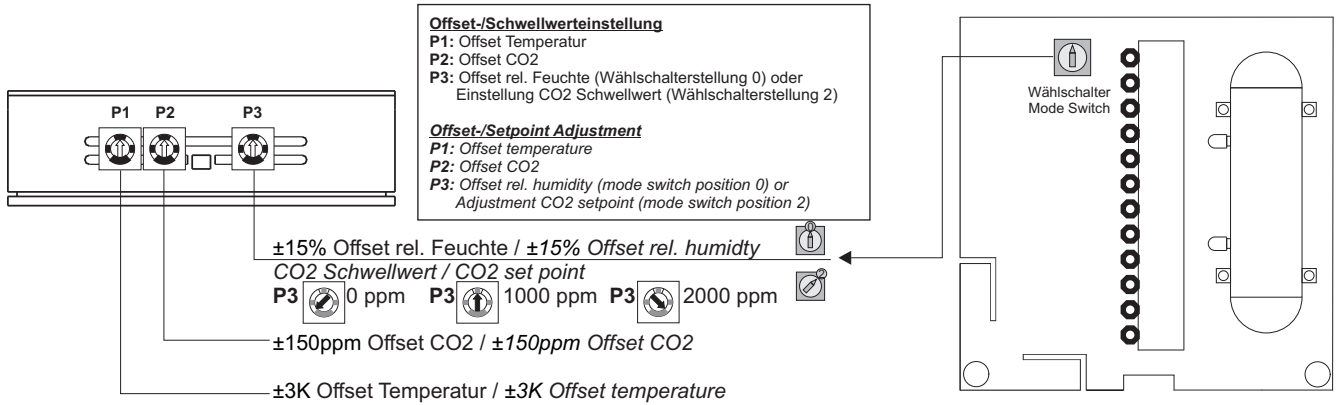 Offset-/Schwellwerteinstellung
P1: Offset Temperatur
P2: Offset CO2
P3: Offset rel. Feuchte (Wählschalterstellung 0) oder
Einstellung CO2 Schwellwert (Wählschalterstellung 2)
Offset-/Setpoint Adjustment
P1: Offset temperature
P2: Offset CO2
P3: Offset rel. humidity (mode switch position 0) or
Adjustment CO2 setpoint (mode switch position 2)
P1 P2 P3
Wählschalter
Mode Switch
±15% Offset rel. Feuchte / ±15% Offset rel. humidty
0
CO2 Schwellwert / CO2 set point
2
P3 0 ppm P3 1000 ppm P3 2000 ppm
±150ppm Offset CO2 / ±150ppm Offset CO2
±3K Offset Temperatur / ±3K Offset temperature